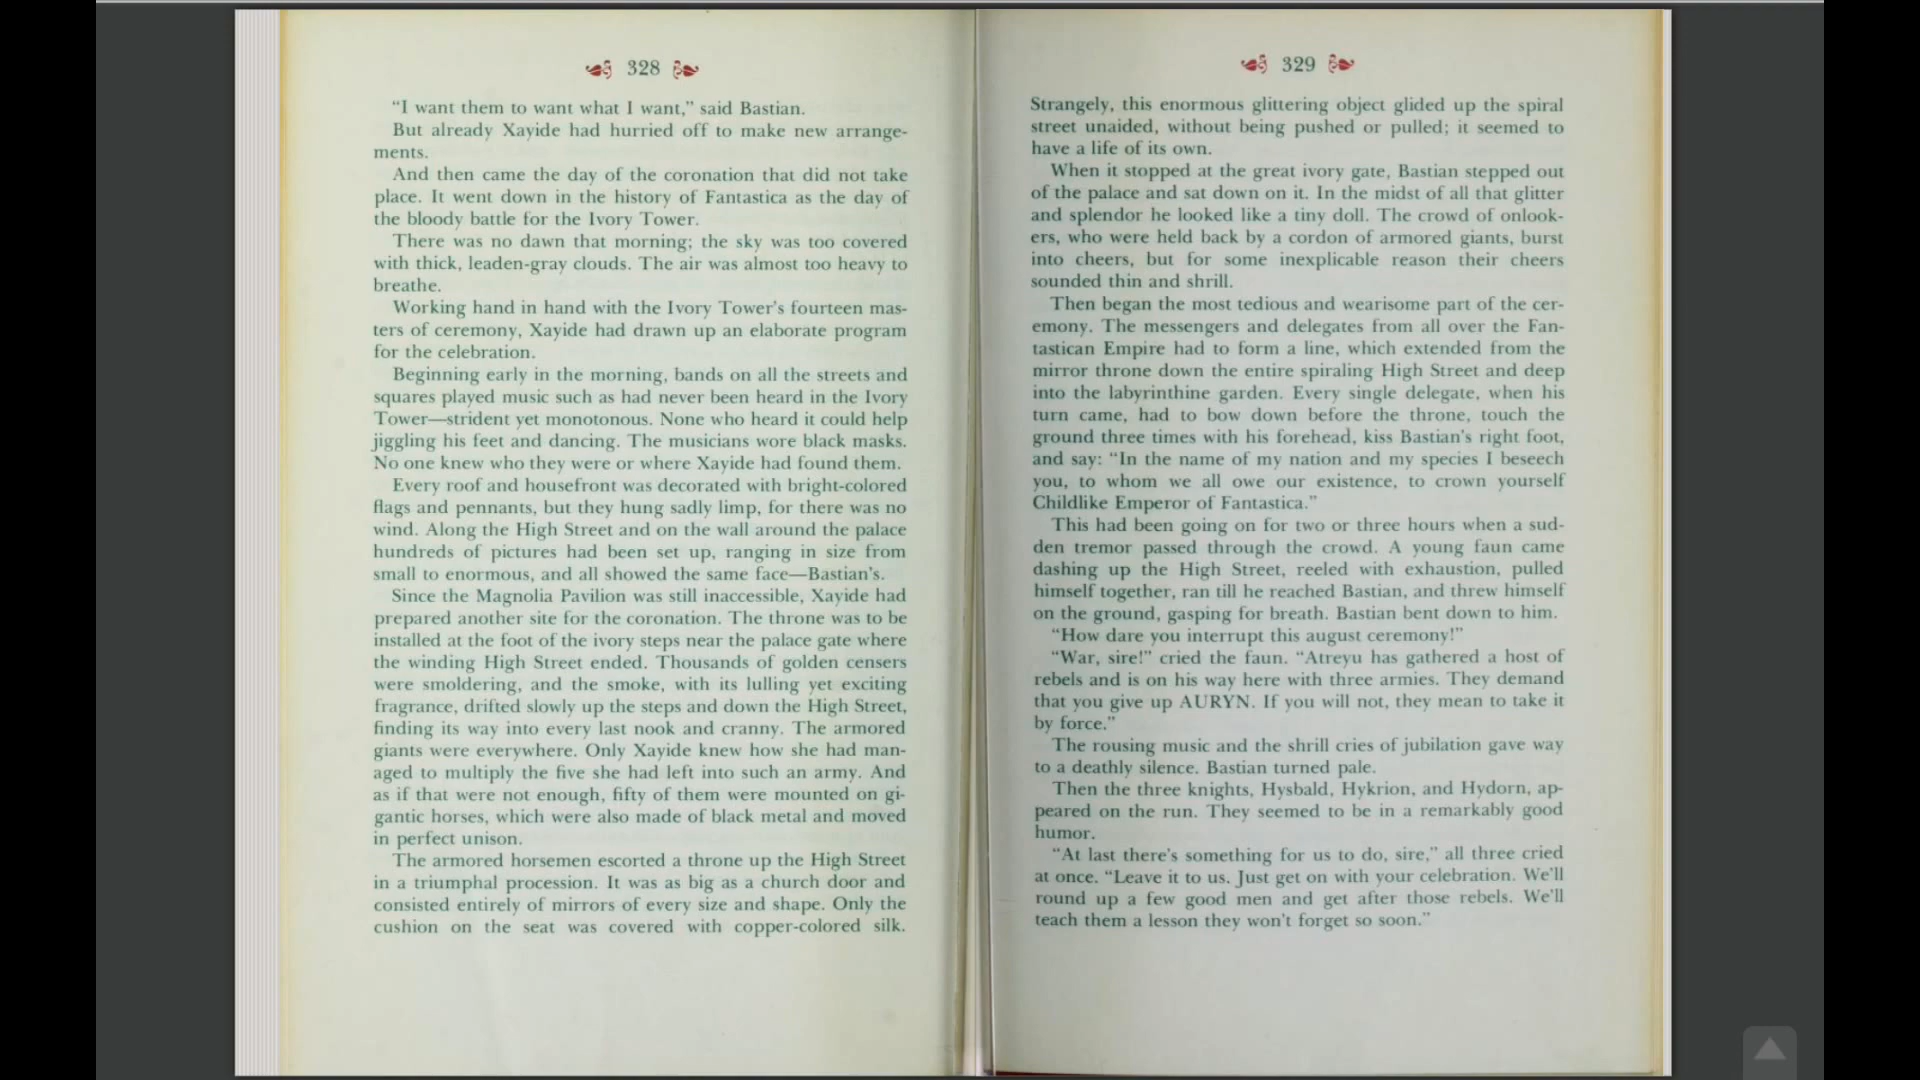 328
“I want them to want what I want,” said Bastian.
But already Xayide had hurried off to make new arrange-
ments.
And then came the day of the coronation that did not take
place. It went down in the history of Fantastica as the day of
the bloody battle for the Ivory Tower.
There was no dawn that morning; the sky was too covered
with thick, leaden-gray clouds. The air was almost too heavy to
breathe.
Working hand in hand with the Ivory Tower’s fourteen mas-
ters of ceremony, Xayide had drawn up an elaborate program
for the celebration.
Beginning early in the morning, bands on all the streets and
squares played music such as had never been heard in the Ivory
Tower—strident yet monotonous. None who heard it could help
jiggling his feet and dancing. The musicians wore black masks.
No one knew who they were or where Xayide had found them.
Every roof and housefront was decorated with bright-colored
flags and pennants, but they hung sadly limp, for there was no
wind. Along the High Street and on the wall around the palace
hundreds of pictures had been set up, ranging in size from
small to enormous, and all showed the same face—Bastian’s.
Since the Magnolia Pavilion was still inaccessible, Xayide had
prepared another site for the coronation. The throne was to be
installed at the foot of the ivory steps near the palace gate where
the winding High Street ended. Thousands of golden censers
were smoldering, and the smoke, with its lulling yet exciting
fragrance, drifted slowly up the steps and down the High Street,
finding its way into every last nook and cranny. The armored
giants were everywhere. Only Xayide knew how she had man-
aged to multiply the five she had left into such an army. And
as if that were not enough, fifty of them were mounted on gi-
gantic horses, which were also made of black metal and moved
in perfect unison.
The armored horsemen escorted a throne up the High Street
in a triumphal procession. It was as big as a church door and
consisted entirely of mirrors of every size and shape. Only the
cushion on the seat was covered with copper-colored silk.
329
Strangely, this enormous glittering object glided up the spiral
street unaided, without being pushed or pulled; it seemed to
have a life of its own.
When it stopped at the great ivory gate, Bastian stepped out
of the palace and sat down on it. In the midst of all that glitter
and splendor he looked like a tiny doll. The crowd of onlook-
ers, who were held back by a cordon of armored giants, burst
into cheers, but for some inexplicable reason their cheers
sounded thin and shrill.
Then began the most tedious and wearisome part of the cer-
emony. The messengers and delegates from all over the Fan-
tastican Empire had to form a line, which extended from the
mirror throne down the entire spiraling High Street and deep
into the labyrinthine garden. Every single delegate, when his
turn came, had to bow down before the throne, touch the
ground three times with his forehead, kiss Bastian’s right foot,
and say: “In the name of my nation and my species I beseech
you, to whom we all owe our existence, to crown yourself
Childlike Emperor of Fantastica.”
This had been going on for two or three hours when a sud-
den tremor passed through the crowd. A young faun came
dashing up the High Street, reeled with exhaustion, pulled
himself together, ran till he reached Bastian, and threw himself
on the ground, gasping for breath. Bastian bent down to him.
“How dare you interrupt this august ceremony!”
“War, sire!” cried the faun. “Atreyu has gathered a host of
rebels and is on his way here with three armies. They demand
that you give up AURYN. If you will not, they mean to take it
by force.”
The rousing music and the shrill cries of jubilation gave way
to a deathly silence. Bastian turned pale.
Then the three knights, Hysbald, Hykrion, and Hydorn, ap-
peared on the run. They seemed to be in a remarkably good
humor.
“At last there’s something for us to do, sire,” all three cried
at once. “Leave it to us. Just get on with your celebration. We’ll
round up a few good men and get after those rebels. We’ll
teach them a lesson they won’t forget so soon.”